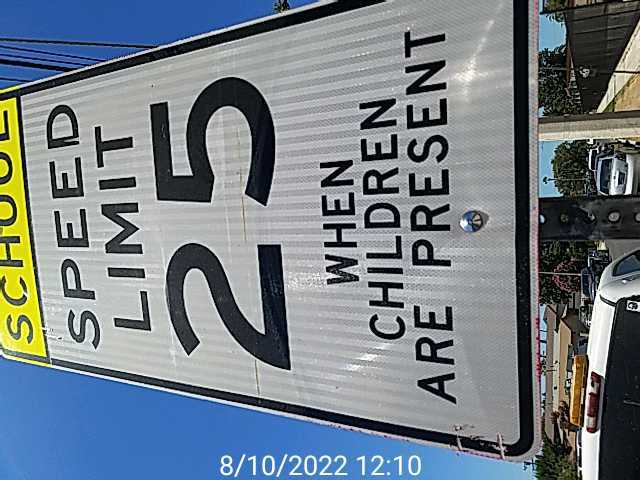 SCHOOL
SPEED
LIMIT
25
WHEN
CHILDREN
ARE PRESENT
8/10/2022 12:10